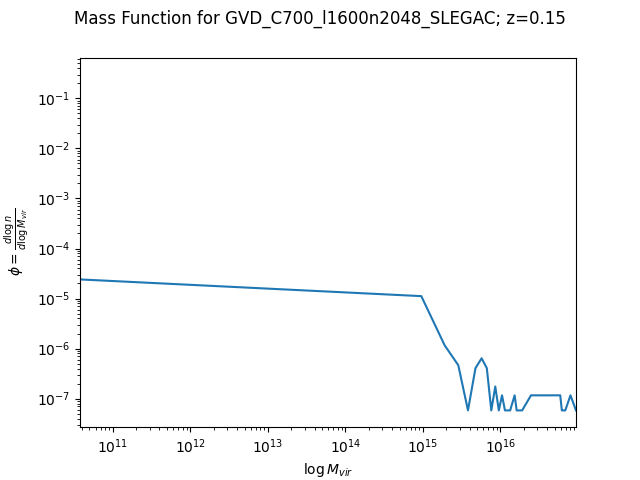 Mass Function for GVD_C700_l1600n2048_SLEGAC; z=0.15
10⁻¹
10⁻²
10⁻³
10⁻⁴
10⁻⁵
10⁻⁶
10⁻⁷
ϕ = d log n / d log M_vir
10¹¹ 10¹² 10¹³ 10¹⁴ 10¹⁵ 10¹⁶
log M_vir